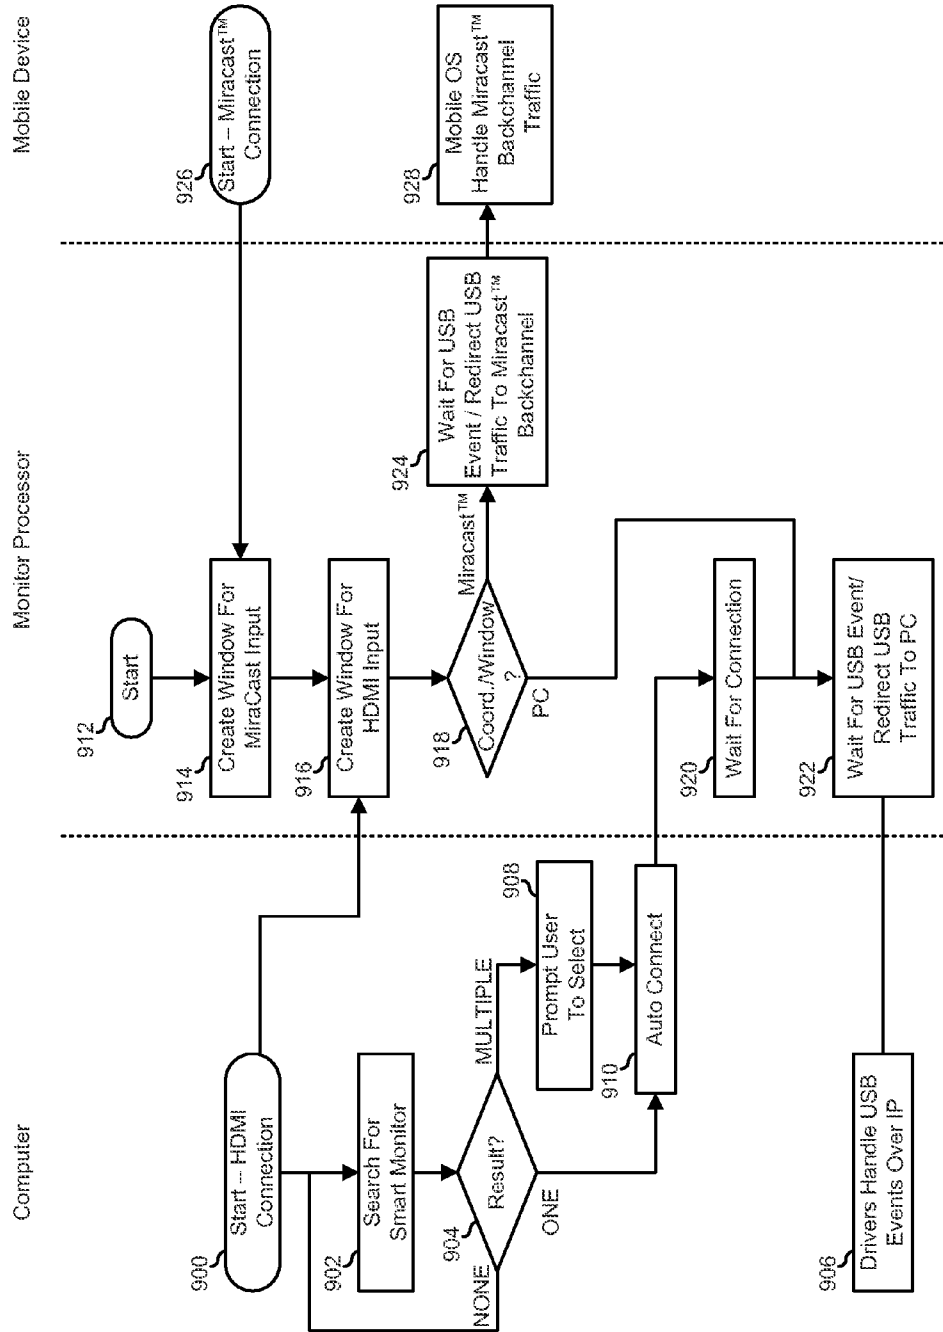 Computer
Monitor Processor
Mobile Device
900
Start -- HDMI
Connection
902
Search For
Smart Monitor
904
Result?
NONE
ONE
MULTIPLE
908
Prompt User
To Select
910
Auto Connect
906
Drivers Handle USB
Events Over IP
912
Start
914
Create Window For
MiraCast Input
916
Create Window For
HDMI Input
918
Coord./Window
?
Miracast™
PC
924
Wait For USB
Event / Redirect USB
Traffic To Miracast™
Backchannel
920
Wait For Connection
922
Wait For USB Event/
Redirect USB
Traffic To PC
926
Start – Miracast™
Connection
928
Mobile OS
Handle Miracast™
Backchannel
Traffic